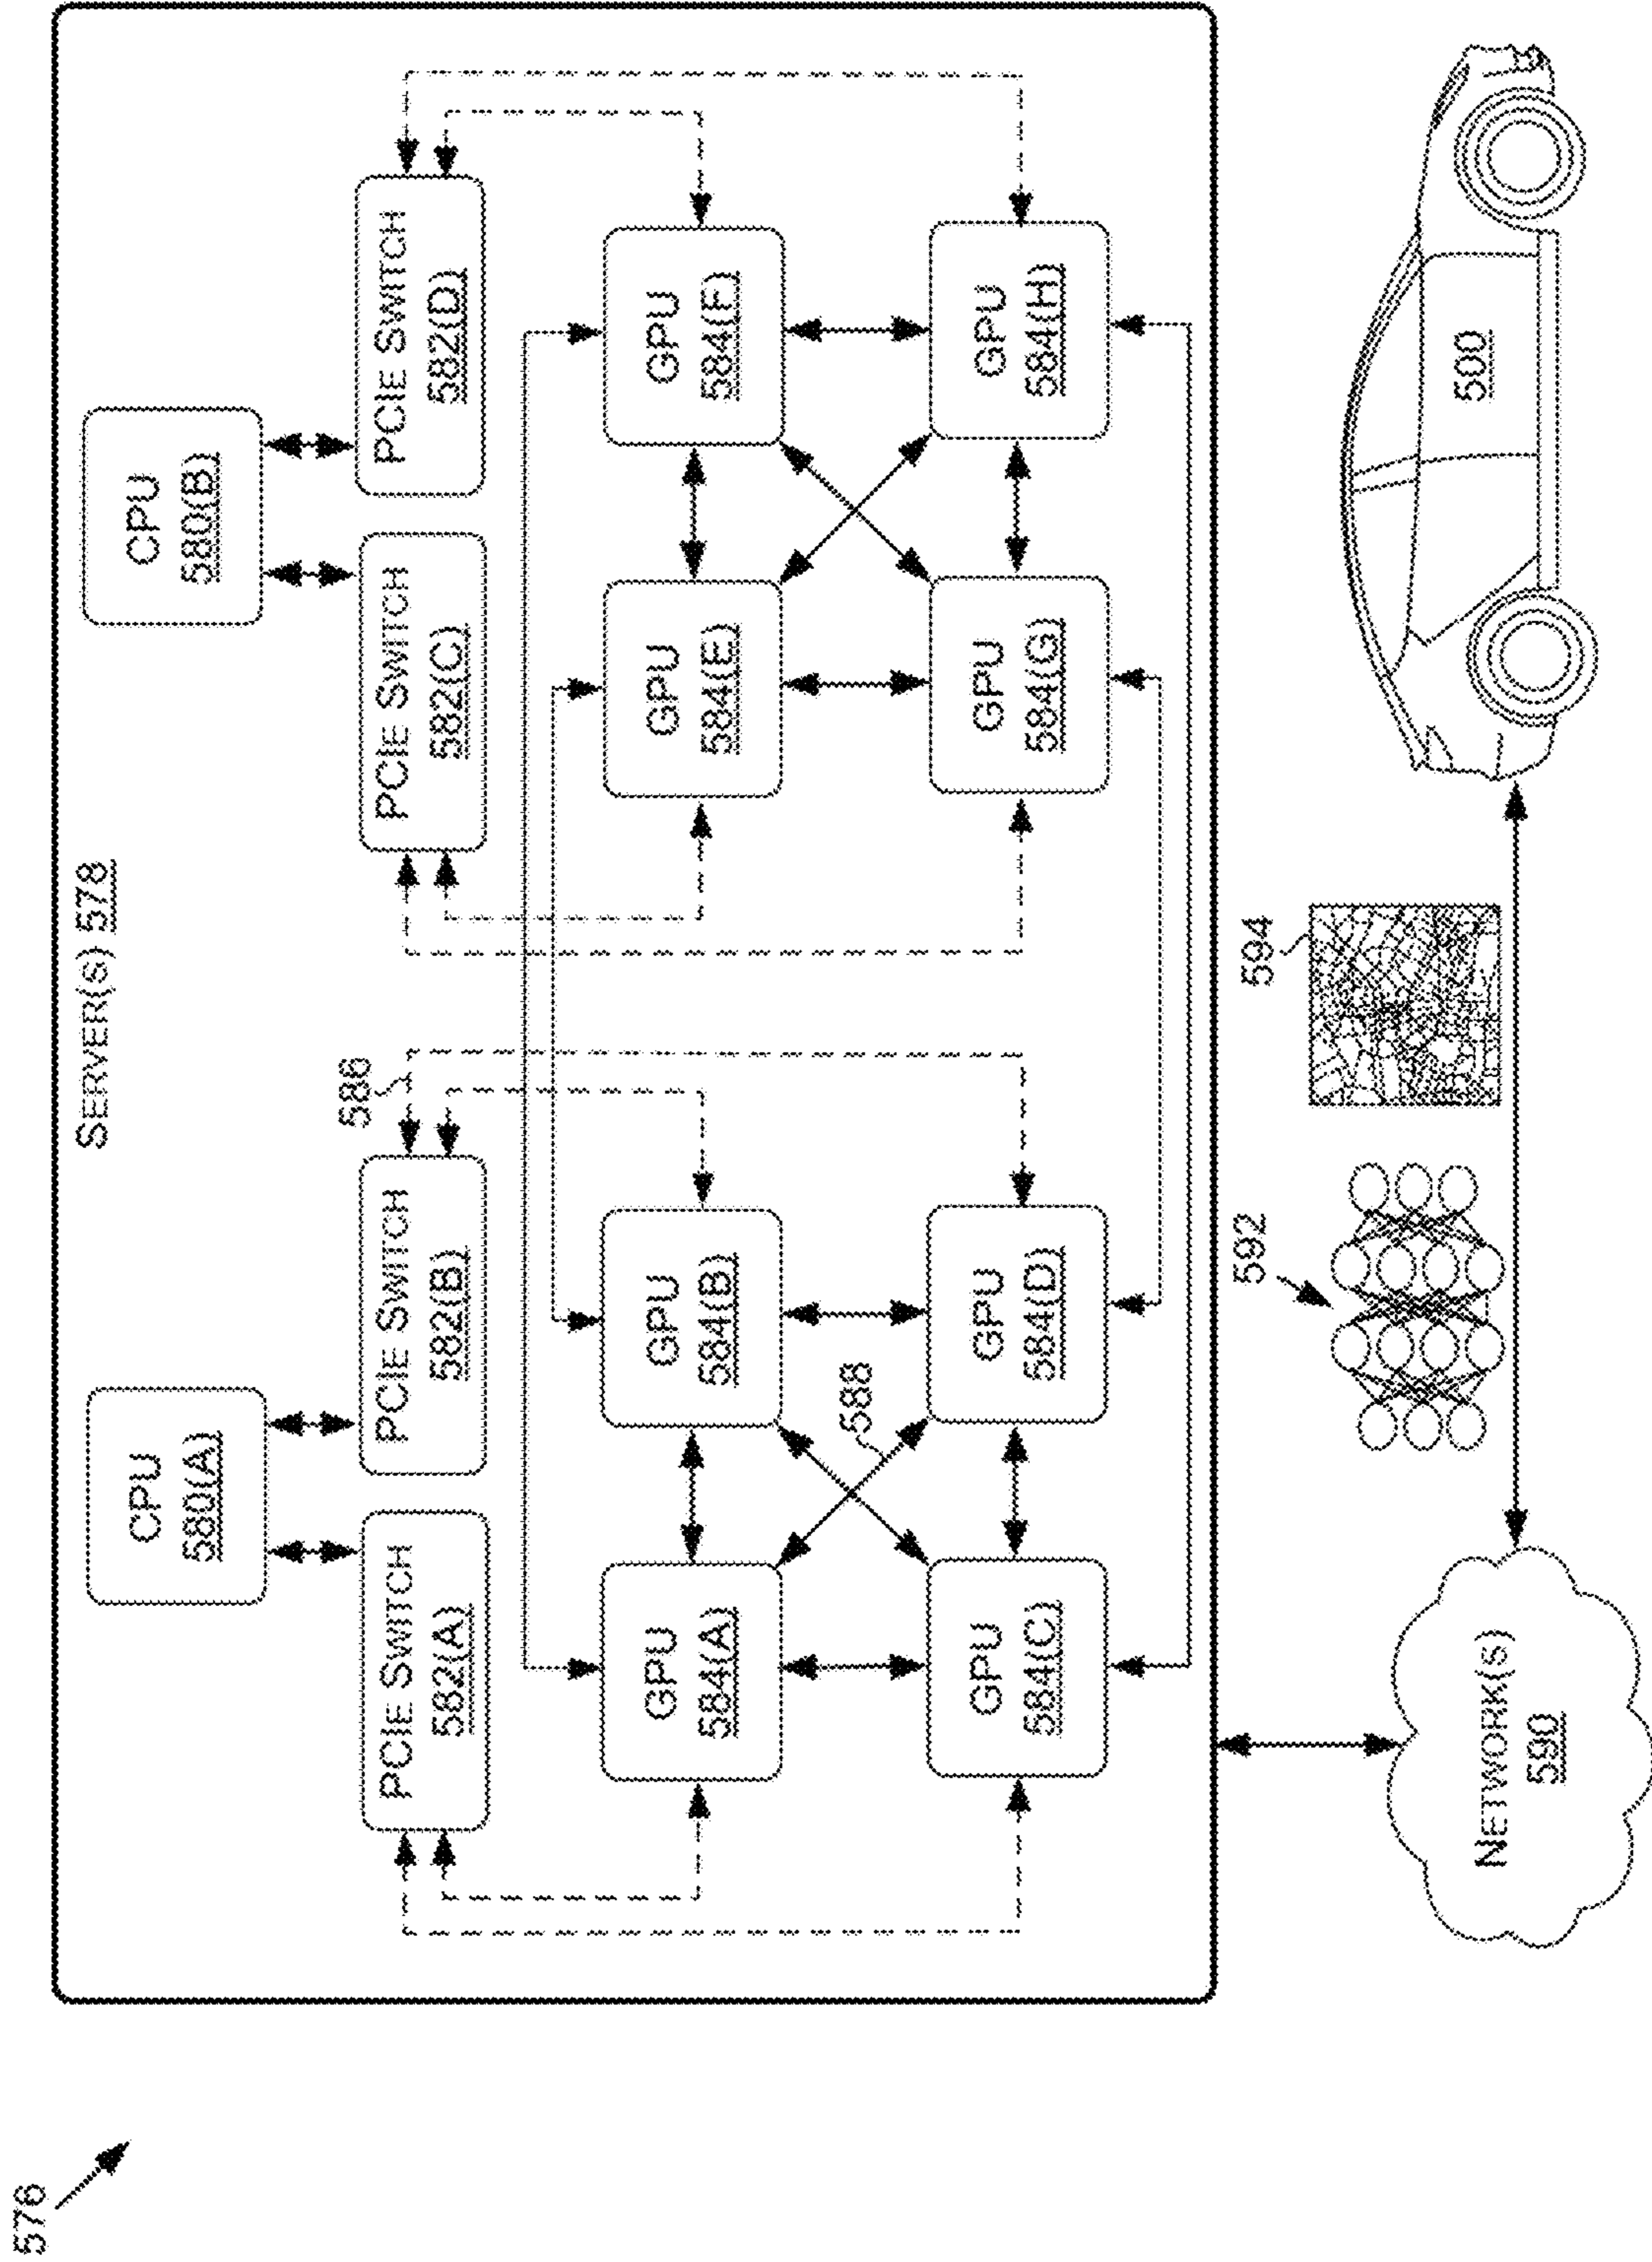 576
SERVER(S) 578
CPU
580(A)
CPU
580(B)
586
PCIE SWITCH
582(A)
PCIE SWITCH
582(B)
PCIE SWITCH
582(C)
PCIE SWITCH
582(D)
GPU
584(A)
GPU
584(B)
GPU
584(E)
GPU
584(F)
588
GPU
584(C)
GPU
584(D)
GPU
584(G)
GPU
584(H)
592
594
NETWORK(S)
590
500